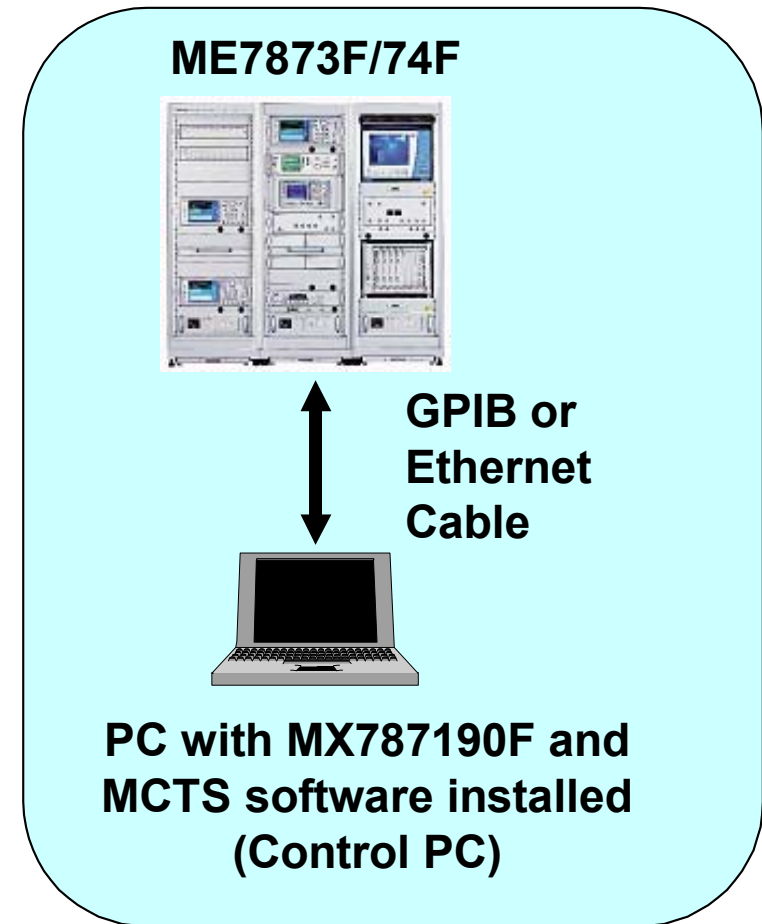 ME7873F/74F
GPIB or
Ethernet
Cable
PC with MX787190F and
MCTS software installed
(Control PC)